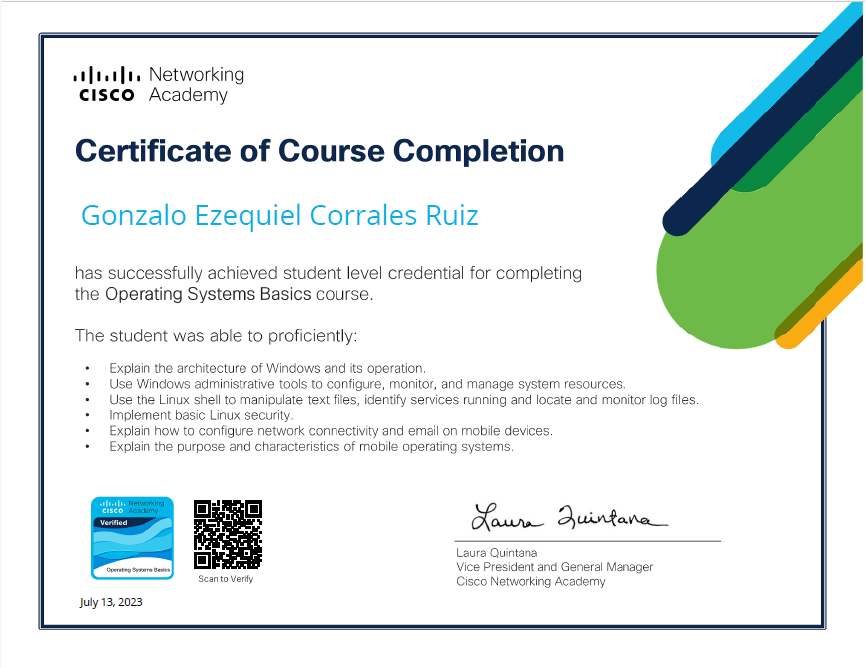 Networking
CISCO Academy
Certificate of Course Completion
Gonzalo Ezequiel Corrales Ruiz
has successfully achieved student level credential for completing
the Operating Systems Basics course.
The student was able to proficiently:
• Explain the architecture of Windows and its operation.
• Use Windows administrative tools to configure, monitor, and manage system resources.
• Use the Linux shell to manipulate text files, identify services running and locate and monitor log files.
• Implement basic Linux security.
• Explain how to configure network connectivity and email on mobile devices.
• Explain the purpose and characteristics of mobile operating systems.
Networking
CISCO Academy
Verified
Operating Systems Basics
Scan to Verify
July 13, 2023
Laura Quintana
Laura Quintana
Vice President and General Manager
Cisco Networking Academy